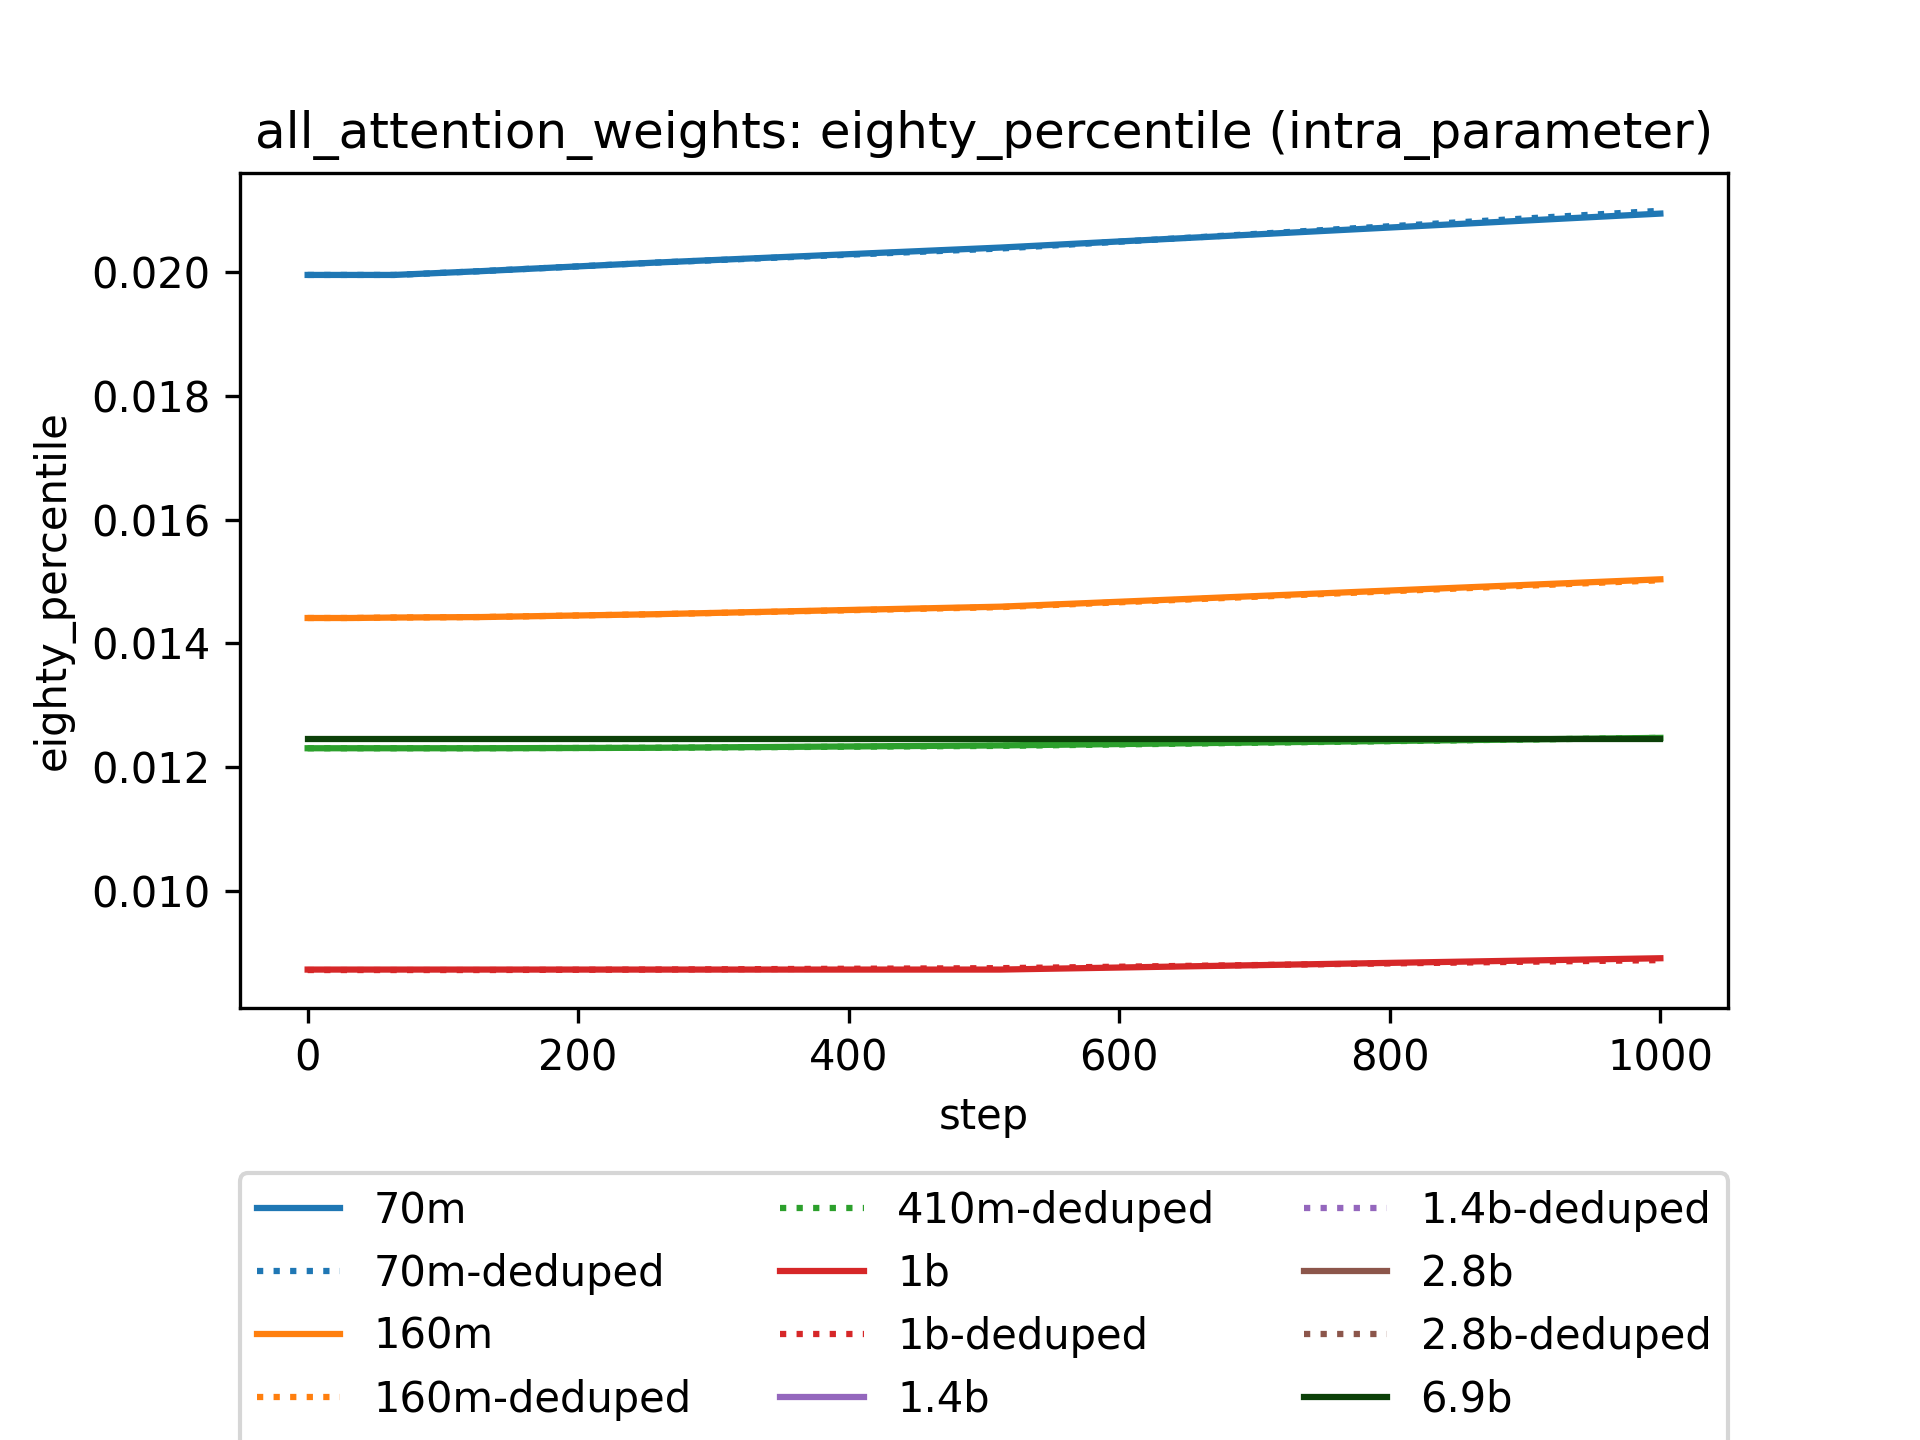 all_attention_weights: eighty_percentile (intra_parameter)
eighty_percentile
0.020
0.018
0.016
0.014
0.012
0.010
0
200
400
600
800
1000
step
70m
70m-deduped
160m
160m-deduped
410m-deduped
1b
1b-deduped
1.4b
1.4b-deduped
2.8b
2.8b-deduped
6.9b